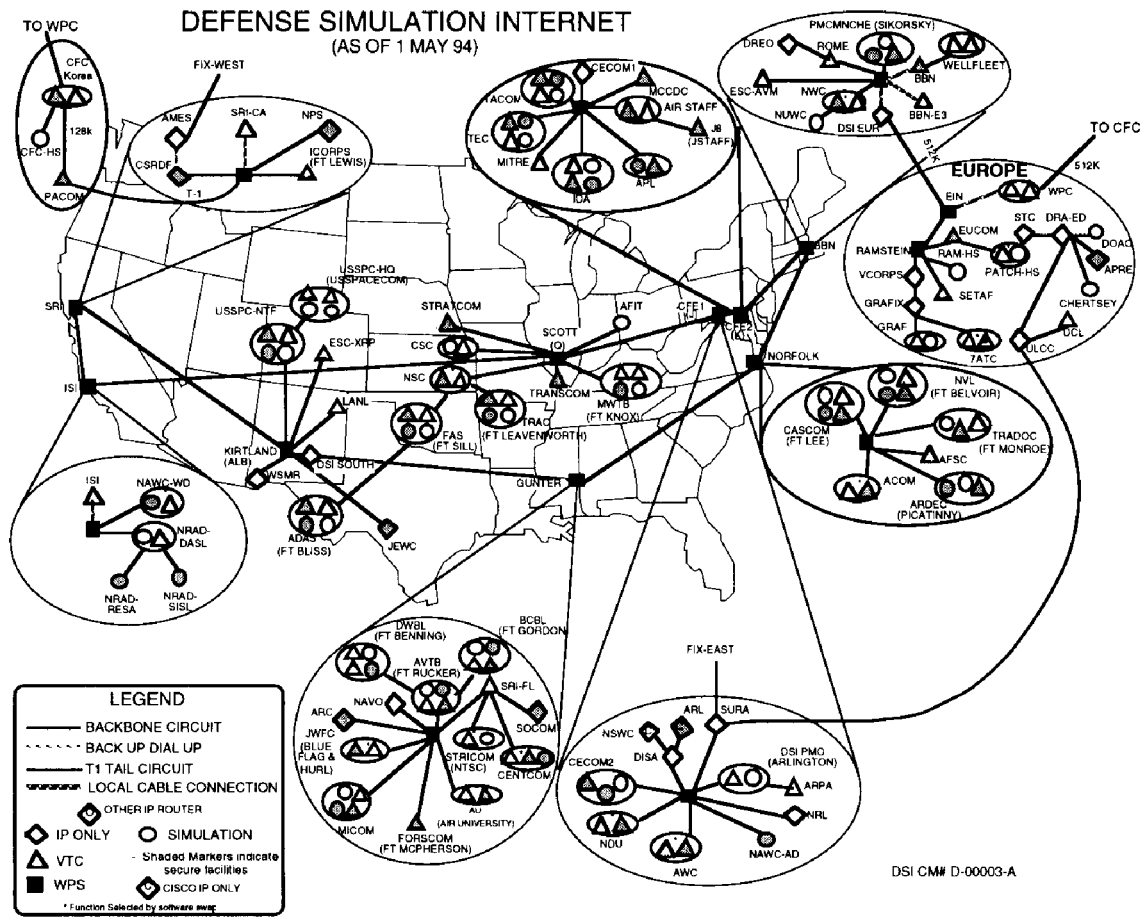 DEFENSE SIMULATION INTERNET
(AS OF 1 MAY 94)
TO WPC
CFC
Korea
128k
CFC-HS
PACOM
FIX-WEST
AMES
SRI-CA
NPS
CSRDF
ICORPS
(FT LEWIS)
T-1
CECOM1
TACOM
MCCDC
AIR STAFF
TEC
J8
(JSTAFF)
MITRE
IDA
APL
PMCMNCHE (SIKORSKY)
DREO
ROME
BBN
WELLFLEET
ESC-AVM
NWC
NUWC
DSI EUR
BBN-E3
512K
TO CFC
512K
EUROPE
EIN
WPC
EUCOM
STC
DRA-ED
RAMSTEIN
RAM-HS
DOAC
PATCH-HS
APRE
VCORPS
SETAF
CHERTSEY
GRAFIX
GRAF
7ATC
UCL
ULCC
BBN
SRI
USSPC-HQ
(USSPACECOM)
USSPC-NTF
STRATCOM
AFIT
CFE1
CFE2
(K)
ESC-XRP
CSC
SCOTT
(O)
NORFOLK
ISI
NSC
TRANSCOM
LANL
MWTB
(FT KNOX)
TRAC
(FT LEAVENWORTH)
FAS
(FT SILL)
KIRTLAND
(ALB)
DSI SOUTH
WSMR
GUNTER
ADAS
(FT BLISS)
JEWC
NVL
(FT BELVOIR)
CASCOM
(FT LEE)
TRADOC
(FT MONROE)
AFSC
ACOM
ARDEC
(PICATINNY)
ISI
NAWC-WD
NRAD-
DASL
NRAD-
RESA
NRAD-
SISL
DWBL
(FT BENNING)
BCBL
(FT GORDON)
AVTB
(FT RUCKER)
NAVO
SRI-FL
ARC
SOCOM
JWFC
(BLUE
FLAG &
HURL)
STRICOM
(NTSC)
CENTCOM
MICOM
AU
(AIR UNIVERSITY)
FORSCOM
(FT MCPHERSON)
FIX-EAST
ARL
SURA
NSWC
DISA
DSI PMO
(ARLINGTON)
CECOM2
ARPA
NRL
NDU
NAWC-AD
AWC
DSI CM# D-00003-A
LEGEND
BACKBONE CIRCUIT
BACK UP DIAL UP
T1 TAIL CIRCUIT
LOCAL CABLE CONNECTION
OTHER IP ROUTER
IP ONLY
SIMULATION
VTC
- Shaded Markers indicate
secure facilities
WPS
CISCO IP ONLY
* Function Selected by software swap